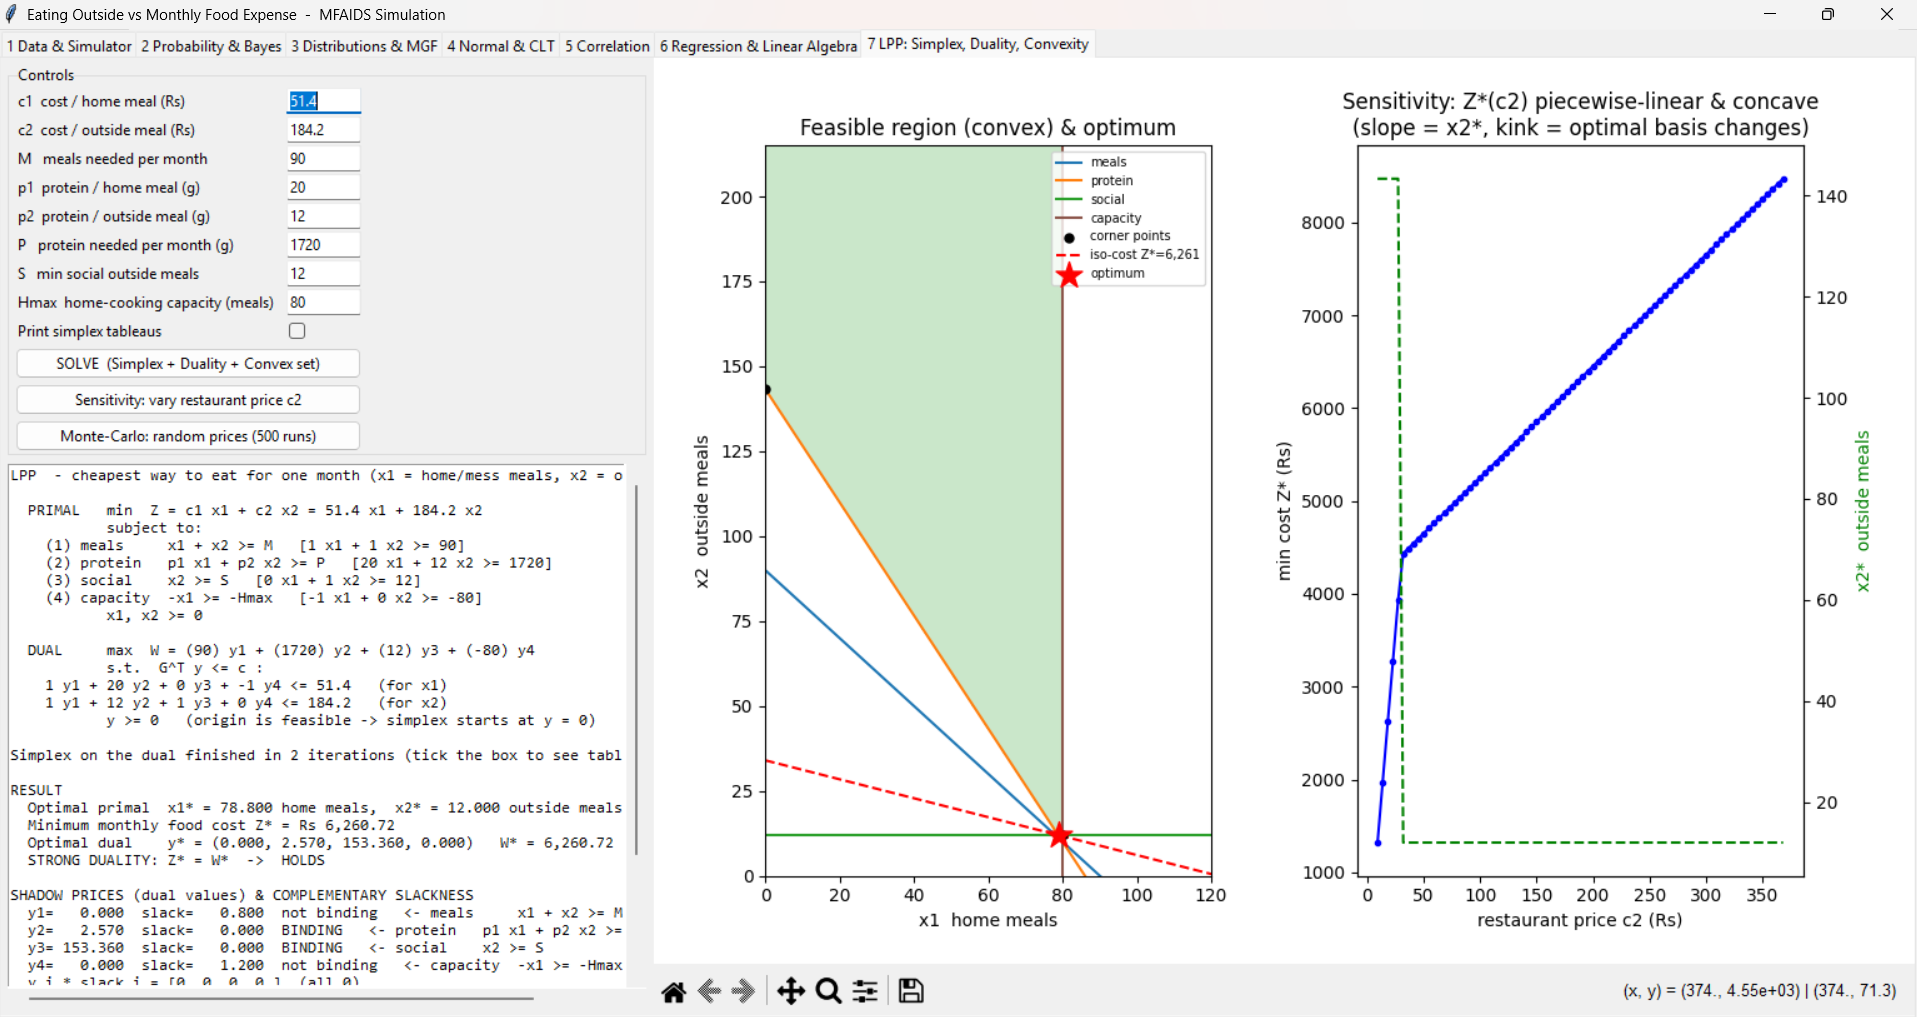 Eating Outside vs Monthly Food Expense  -  MFAIDS Simulation
1 Data & Simulator  2 Probability & Bayes  3 Distributions & MGF  4 Normal & CLT  5 Correlation  6 Regression & Linear Algebra  7 LPP: Simplex, Duality, Convexity
Controls
c1  cost / home meal (Rs)  51.4
c2  cost / outside meal (Rs)  184.2
M   meals needed per month  90
p1  protein / home meal (g)  20
p2  protein / outside meal (g)  12
P   protein needed per month (g)  1720
S   min social outside meals  12
Hmax  home-cooking capacity (meals)  80
Print simplex tableaus
SOLVE  (Simplex + Duality + Convex set)
Sensitivity: vary restaurant price c2
Monte-Carlo: random prices (500 runs)
LPP  - cheapest way to eat for one month (x1 = home/mess meals, x2 = o
PRIMAL   min  Z = c1 x1 + c2 x2 = 51.4 x1 + 184.2 x2
subject to:
(1) meals     x1 + x2 >= M   [1 x1 + 1 x2 >= 90]
(2) protein   p1 x1 + p2 x2 >= P   [20 x1 + 12 x2 >= 1720]
(3) social    x2 >= S   [0 x1 + 1 x2 >= 12]
(4) capacity  -x1 >= -Hmax   [-1 x1 + 0 x2 >= -80]
x1, x2 >= 0
DUAL     max  W = (90) y1 + (1720) y2 + (12) y3 + (-80) y4
s.t.  G^T y <= c :
1 y1 + 20 y2 + 0 y3 + -1 y4 <= 51.4   (for x1)
1 y1 + 12 y2 + 1 y3 + 0 y4 <= 184.2   (for x2)
y >= 0   (origin is feasible -> simplex starts at y = 0)
Simplex on the dual finished in 2 iterations (tick the box to see tabl
RESULT
Optimal primal  x1* = 78.800 home meals,  x2* = 12.000 outside meals
Minimum monthly food cost Z* = Rs 6,260.72
Optimal dual    y* = (0.000, 2.570, 153.360, 0.000)   W* = 6,260.72
STRONG DUALITY: Z* = W*  ->  HOLDS
SHADOW PRICES (dual values) & COMPLEMENTARY SLACKNESS
y1=   0.000  slack=   0.800  not binding   <- meals     x1 + x2 >= M
y2=   2.570  slack=   0.000  BINDING   <- protein   p1 x1 + p2 x2 >=
y3= 153.360  slack=   0.000  BINDING   <- social    x2 >= S
y4=   0.000  slack=   1.200  not binding   <- capacity  -x1 >= -Hmax
y_i * slack_i = [0. 0. 0. 0.]  (all 0)
Feasible region (convex) & optimum
meals
protein
social
capacity
corner points
iso-cost Z*=6,261
optimum
200
175
150
125
100
75
50
25
0
x2  outside meals
0  20  40  60  80  100  120
x1  home meals
Sensitivity: Z*(c2) piecewise-linear & concave
(slope = x2*, kink = optimal basis changes)
8000
7000
6000
5000
4000
3000
2000
1000
min cost Z* (Rs)
0  50  100  150  200  250  300  350
restaurant price c2 (Rs)
140
120
100
80
60
40
20
x2*  outside meals
(x, y) = (374., 4.55e+03) | (374., 71.3)